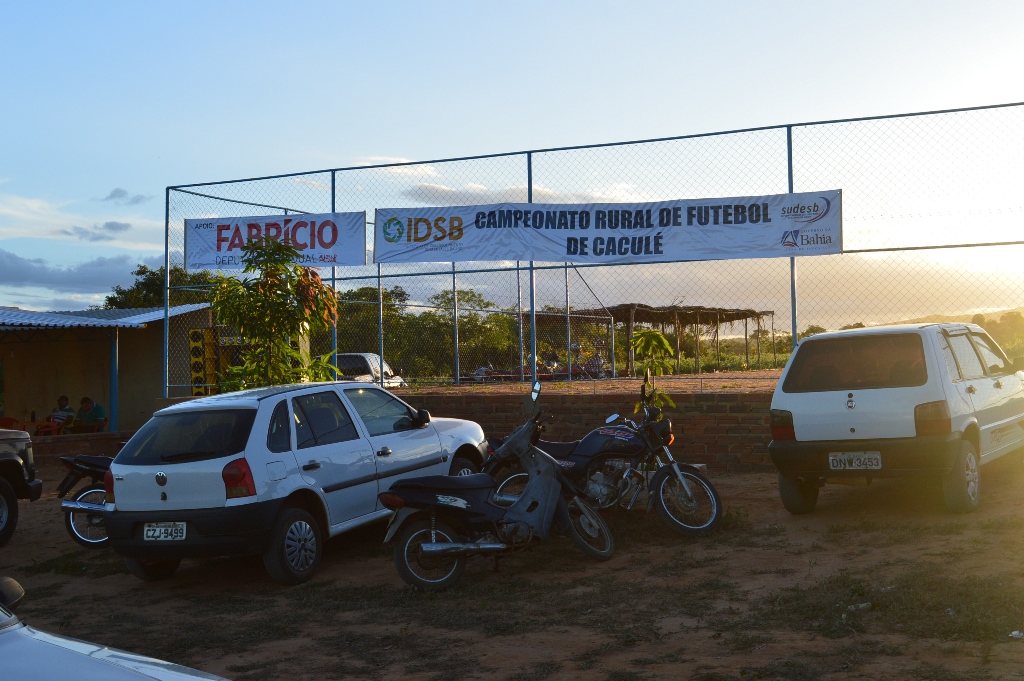 APOIO:
FABRÍCIO
IDSB
CAMPEONATO RURAL DE FUTEBOL
DE CACULÉ
sudesb
Bahia
CZJ-9499
DNW-3453